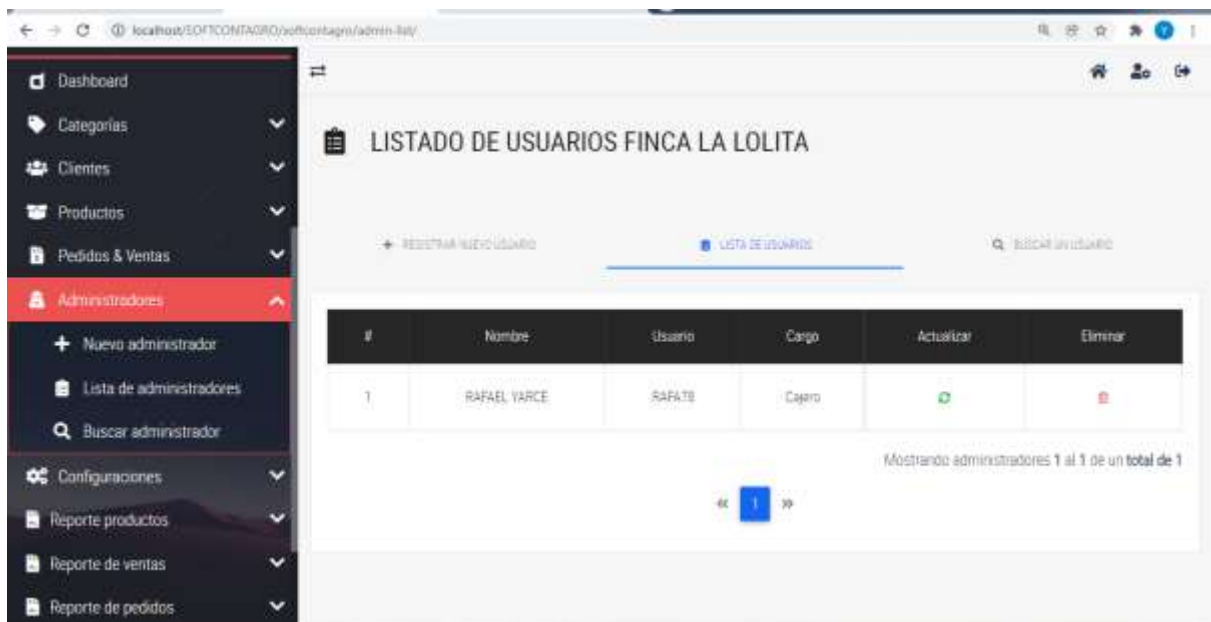 localhost/SOFTCONTAGRO/softcontagro/admin-list/
Dashboard
Categorías
Clientes
Productos
Pedidos & Ventas
Administradores
Nuevo administrador
Lista de administradores
Buscar administrador
Configuraciones
Reporte productos
Reporte de ventas
Reporte de pedidos
LISTADO DE USUARIOS FINCA LA LOLITA
REGISTRAR NUEVO USUARIO LISTA DE USUARIOS BUSCAR UN USUARIO
# Nombre Usuario Cargo Actualizar Eliminar
1 RAFAEL YARCE Cajero
Mostrando administradores 1 al 1 de un total de 1
« 1 »